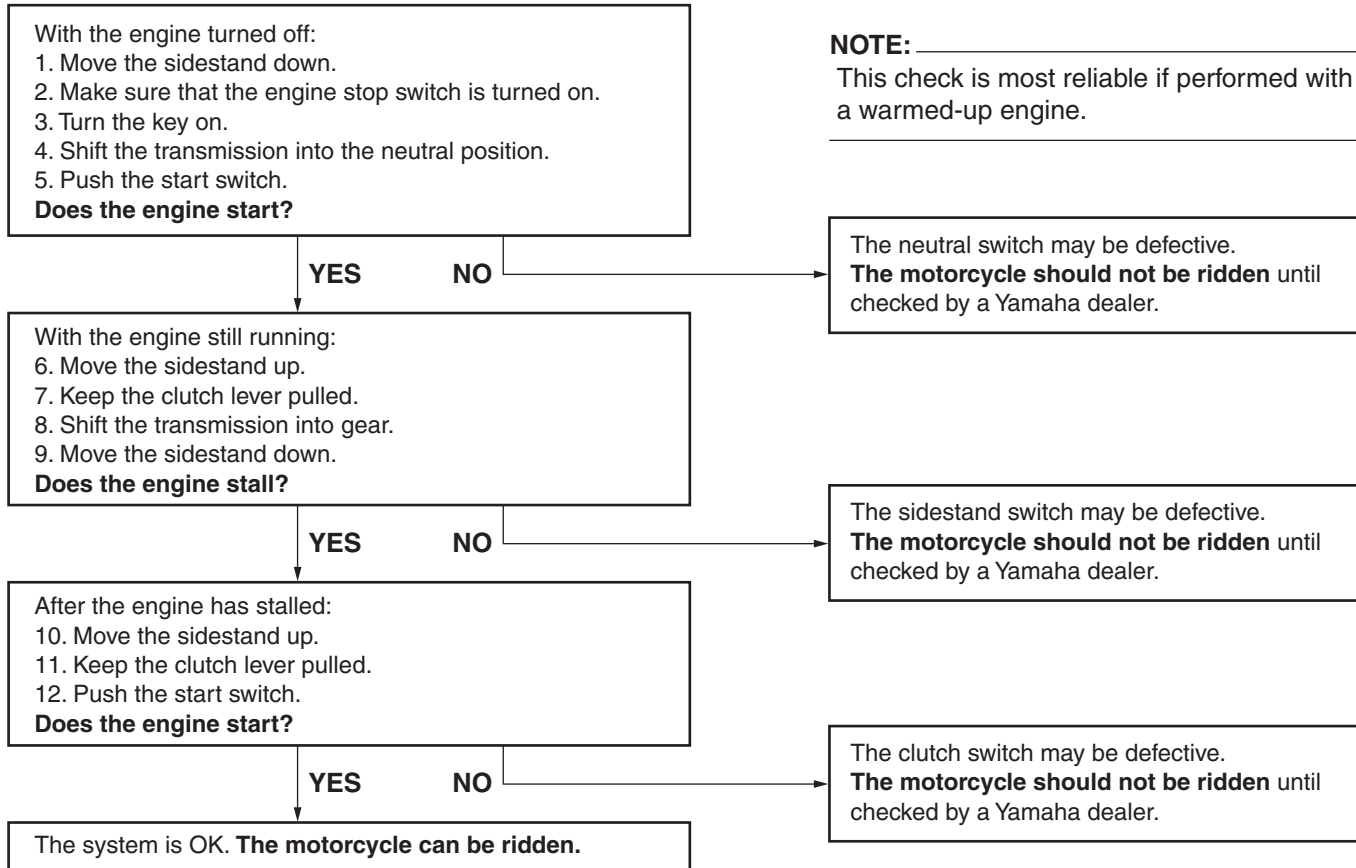 With the engine turned off:
1. Move the sidestand down.
2. Make sure that the engine stop switch is turned on.
3. Turn the key on.
4. Shift the transmission into the neutral position.
5. Push the start switch.
Does the engine start?
NOTE:
This check is most reliable if performed with
a warmed-up engine.
YES NO
The neutral switch may be defective.
The motorcycle should not be ridden until
checked by a Yamaha dealer.
With the engine still running:
6. Move the sidestand up.
7. Keep the clutch lever pulled.
8. Shift the transmission into gear.
9. Move the sidestand down.
Does the engine stall?
YES NO
The sidestand switch may be defective.
The motorcycle should not be ridden until
checked by a Yamaha dealer.
After the engine has stalled:
10. Move the sidestand up.
11. Keep the clutch lever pulled.
12. Push the start switch.
Does the engine start?
YES NO
The clutch switch may be defective.
The motorcycle should not be ridden until
checked by a Yamaha dealer.
The system is OK. The motorcycle can be ridden.